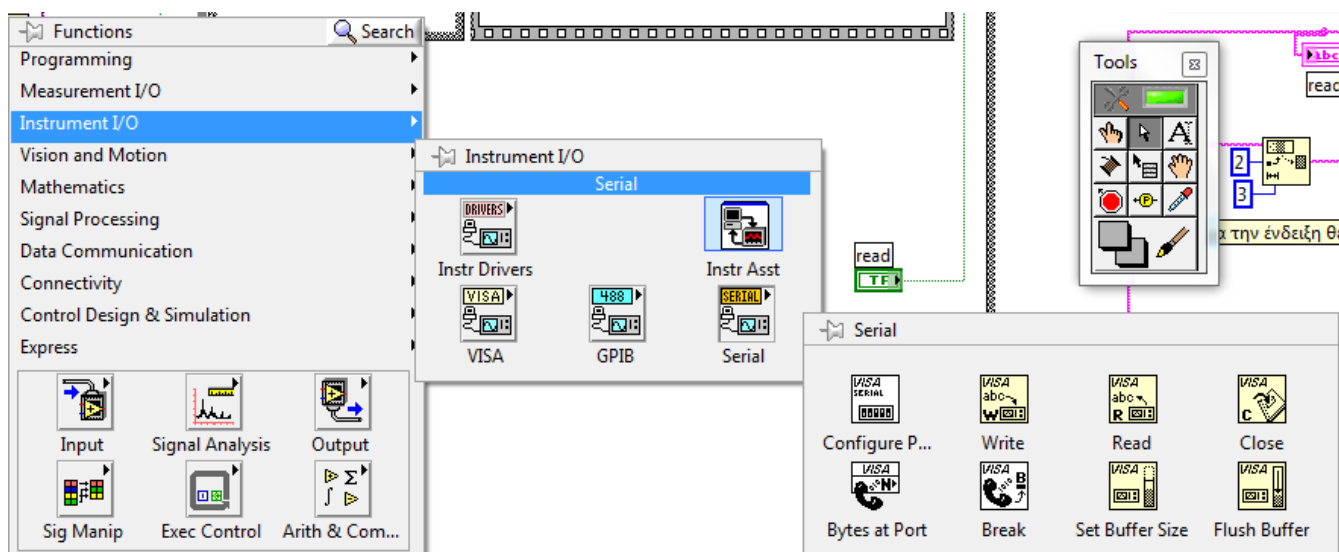 Functions
Search
Programming
Measurement I/O
Instrument I/O
Vision and Motion
Mathematics
Signal Processing
Data Communication
Connectivity
Control Design & Simulation
Express
Input
Signal Analysis
Output
Sig Manip
Exec Control
Arith & Com...
Instrument I/O
Serial
DRIVERS
Instr Drivers
Instr Asst
VISA
488
SERIAL
VISA
GPIB
Serial
read
TF
Tools
abc
read
2
3
α την ένδειξη θε
Serial
VISA SERIAL
VISA abc W
VISA abc R
VISA C
Configure P...
Write
Read
Close
VISA N
VISA B
VISA
VISA
Bytes at Port
Break
Set Buffer Size
Flush Buffer